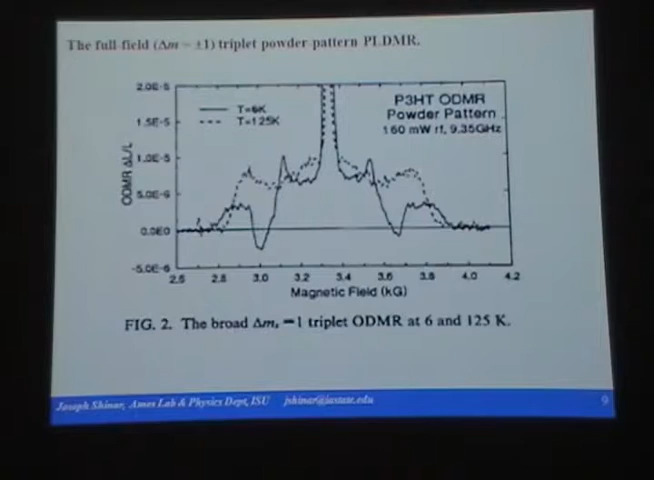 The full-field (Δm = ±1) triplet powder-pattern PLDMR.
2.0E-5
1.5E-5
1.0E-5
5.0E-6
0.0E0
-5.0E-6
ODMR ΔL/L
T=6K
T=125K
P3HT ODMR
Powder Pattern
160 mW rf, 9.35GHz
2.6 2.8 3.0 3.2 3.4 3.6 3.8 4.0 4.2
Magnetic Field (kG)
FIG. 2. The broad Δmₛ =1 triplet ODMR at 6 and 125 K.
Joseph Shinar, Ames Lab & Physics Dept, ISU jshinar@iastate.edu 9